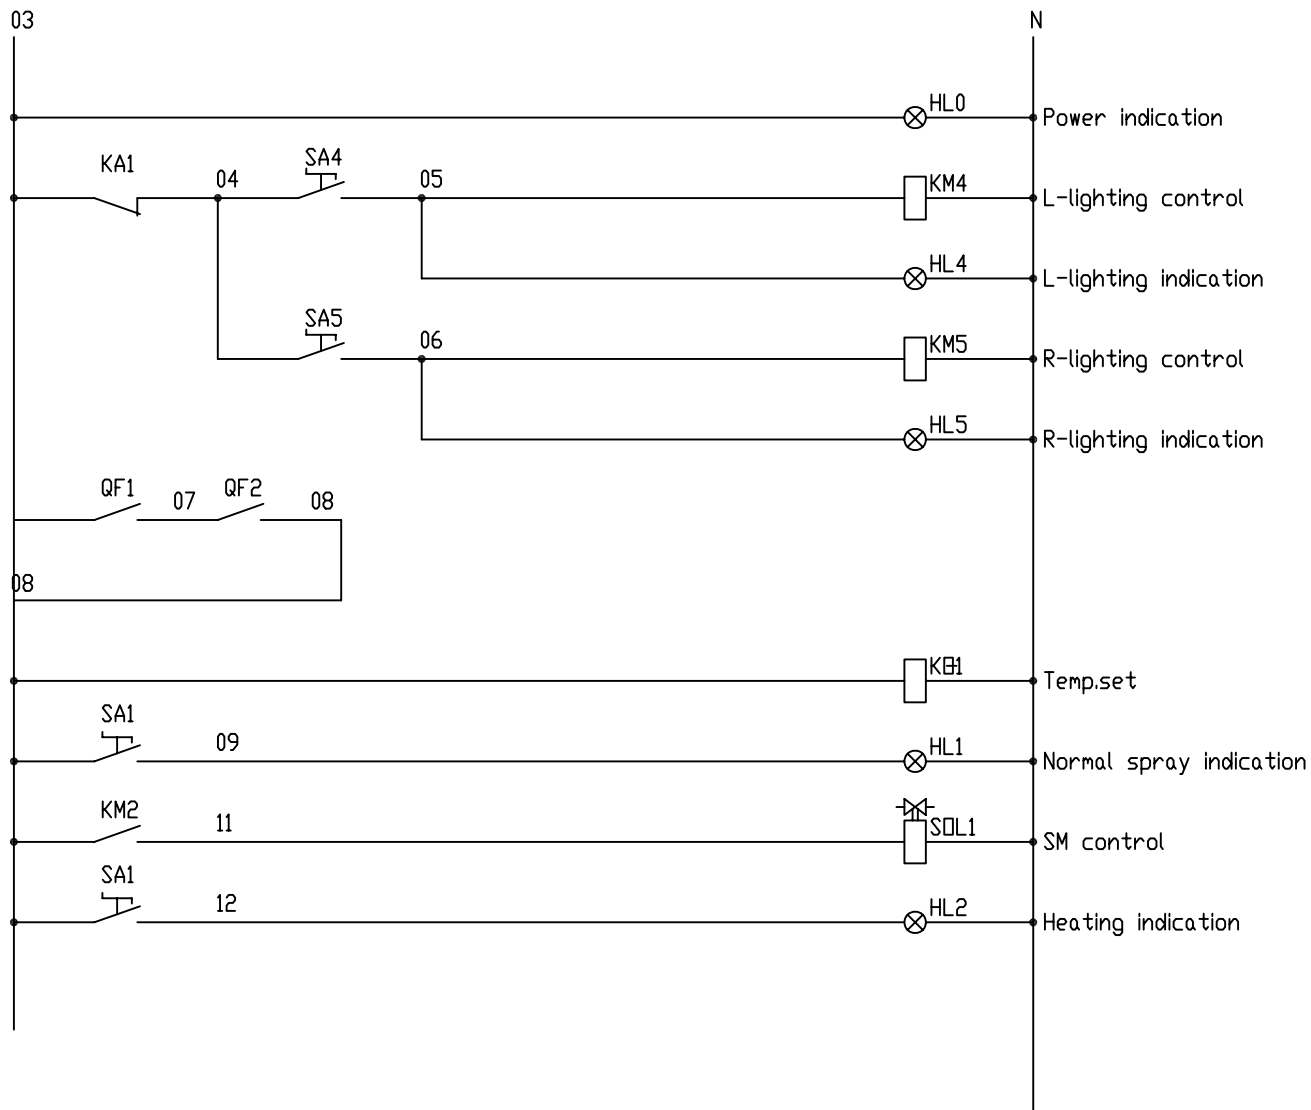 03 N
HL0
Power indication
KA1 04 SA4 05 KM4
L-lighting control
HL4
L-lighting indication
SA5 06 KM5
R-lighting control
HL5
R-lighting indication
QF1 07 QF2 08
08
Temp.set
SA1 09 HL1
Normal spray indication
KM2 11 SOL1
SM control
SA1 12 HL2
Heating indication